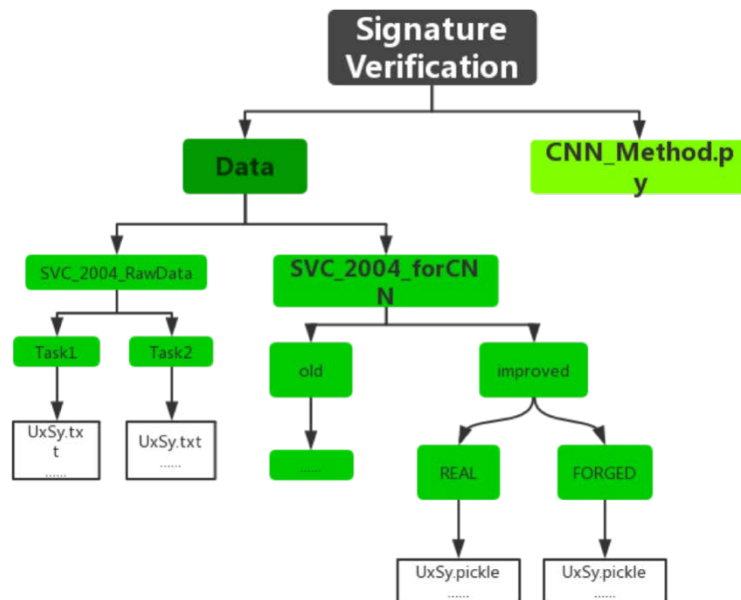 Signature
Verification
Data
CNN_Method.p
y
SVC_2004_RawData
SVC_2004_forCN
N
Task1
Task2
old
improved
UxSy.tx
t
......
UxSy.txt
......
......
REAL
FORGED
UxSy.pickle
......
UxSy.pickle
......